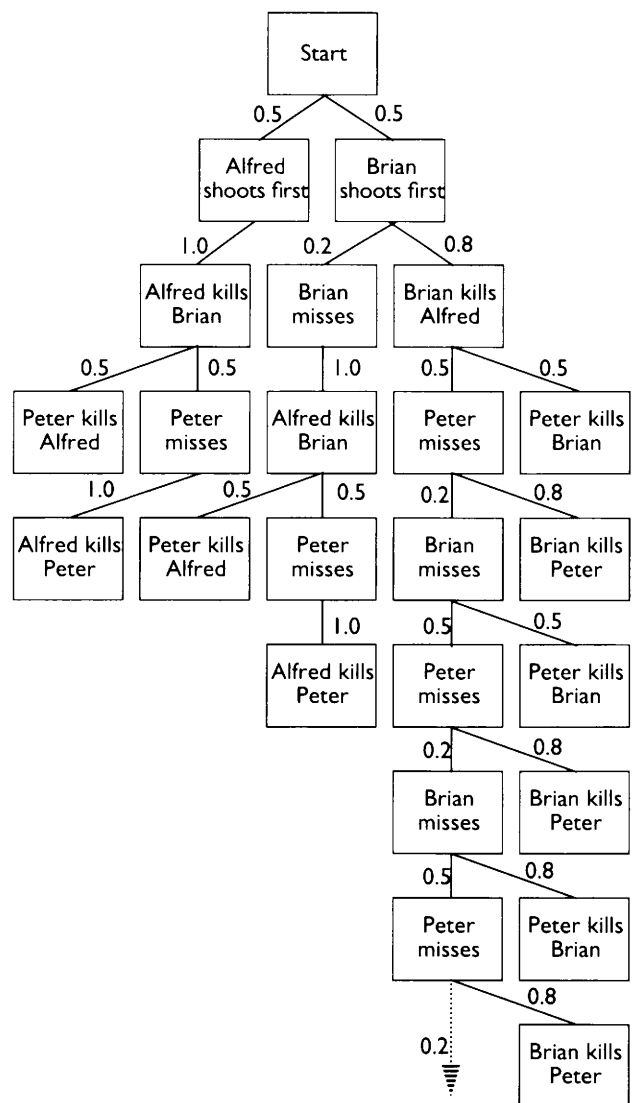 Start
0.5 0.5
Alfred Brian
shoots first shoots first
1.0 0.2 0.8
Alfred kills Brian Brian kills
Brian misses Alfred
0.5 0.5 1.0 0.5 0.5
Peter kills Peter Alfred kills Peter Peter kills
Alfred misses Brian misses Brian
1.0 0.5 0.5 0.2 0.8
Alfred kills Peter kills Peter Brian Brian kills
Peter Alfred misses misses Peter
1.0 0.5 0.5
Alfred kills Peter Peter kills
Peter misses Brian
0.2 0.8
Brian Brian kills
misses Peter
0.5 0.8
Peter Peter kills
misses Brian
0.8
0.2
Brian kills
Peter